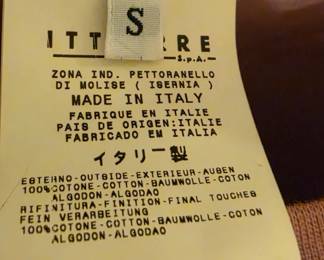 S
ITTIERRE
S.p.A.
ZONA IND. PETTORANELLO
DI MOLISE ( ISERNIA )
MADE IN ITALY
FABRIQUE EN ITALIE
PAIS DE ORIGEN:ITALIE
FABRICADO EM ITALIA
イタリー製
ESTERNO-OUTSIDE-EXTERIEUR-AUBEN
100%COTONE-COTTON-BAUMWOLLE-COTON
ALGODON-ALGODAO
RIFINITURA-FINITION-FINAL TOUCHES
FEIN VERARBEITUNG
100%COTONE-COTTON-BAUMWOLLE-COTON
ALGODON-ALGODAO